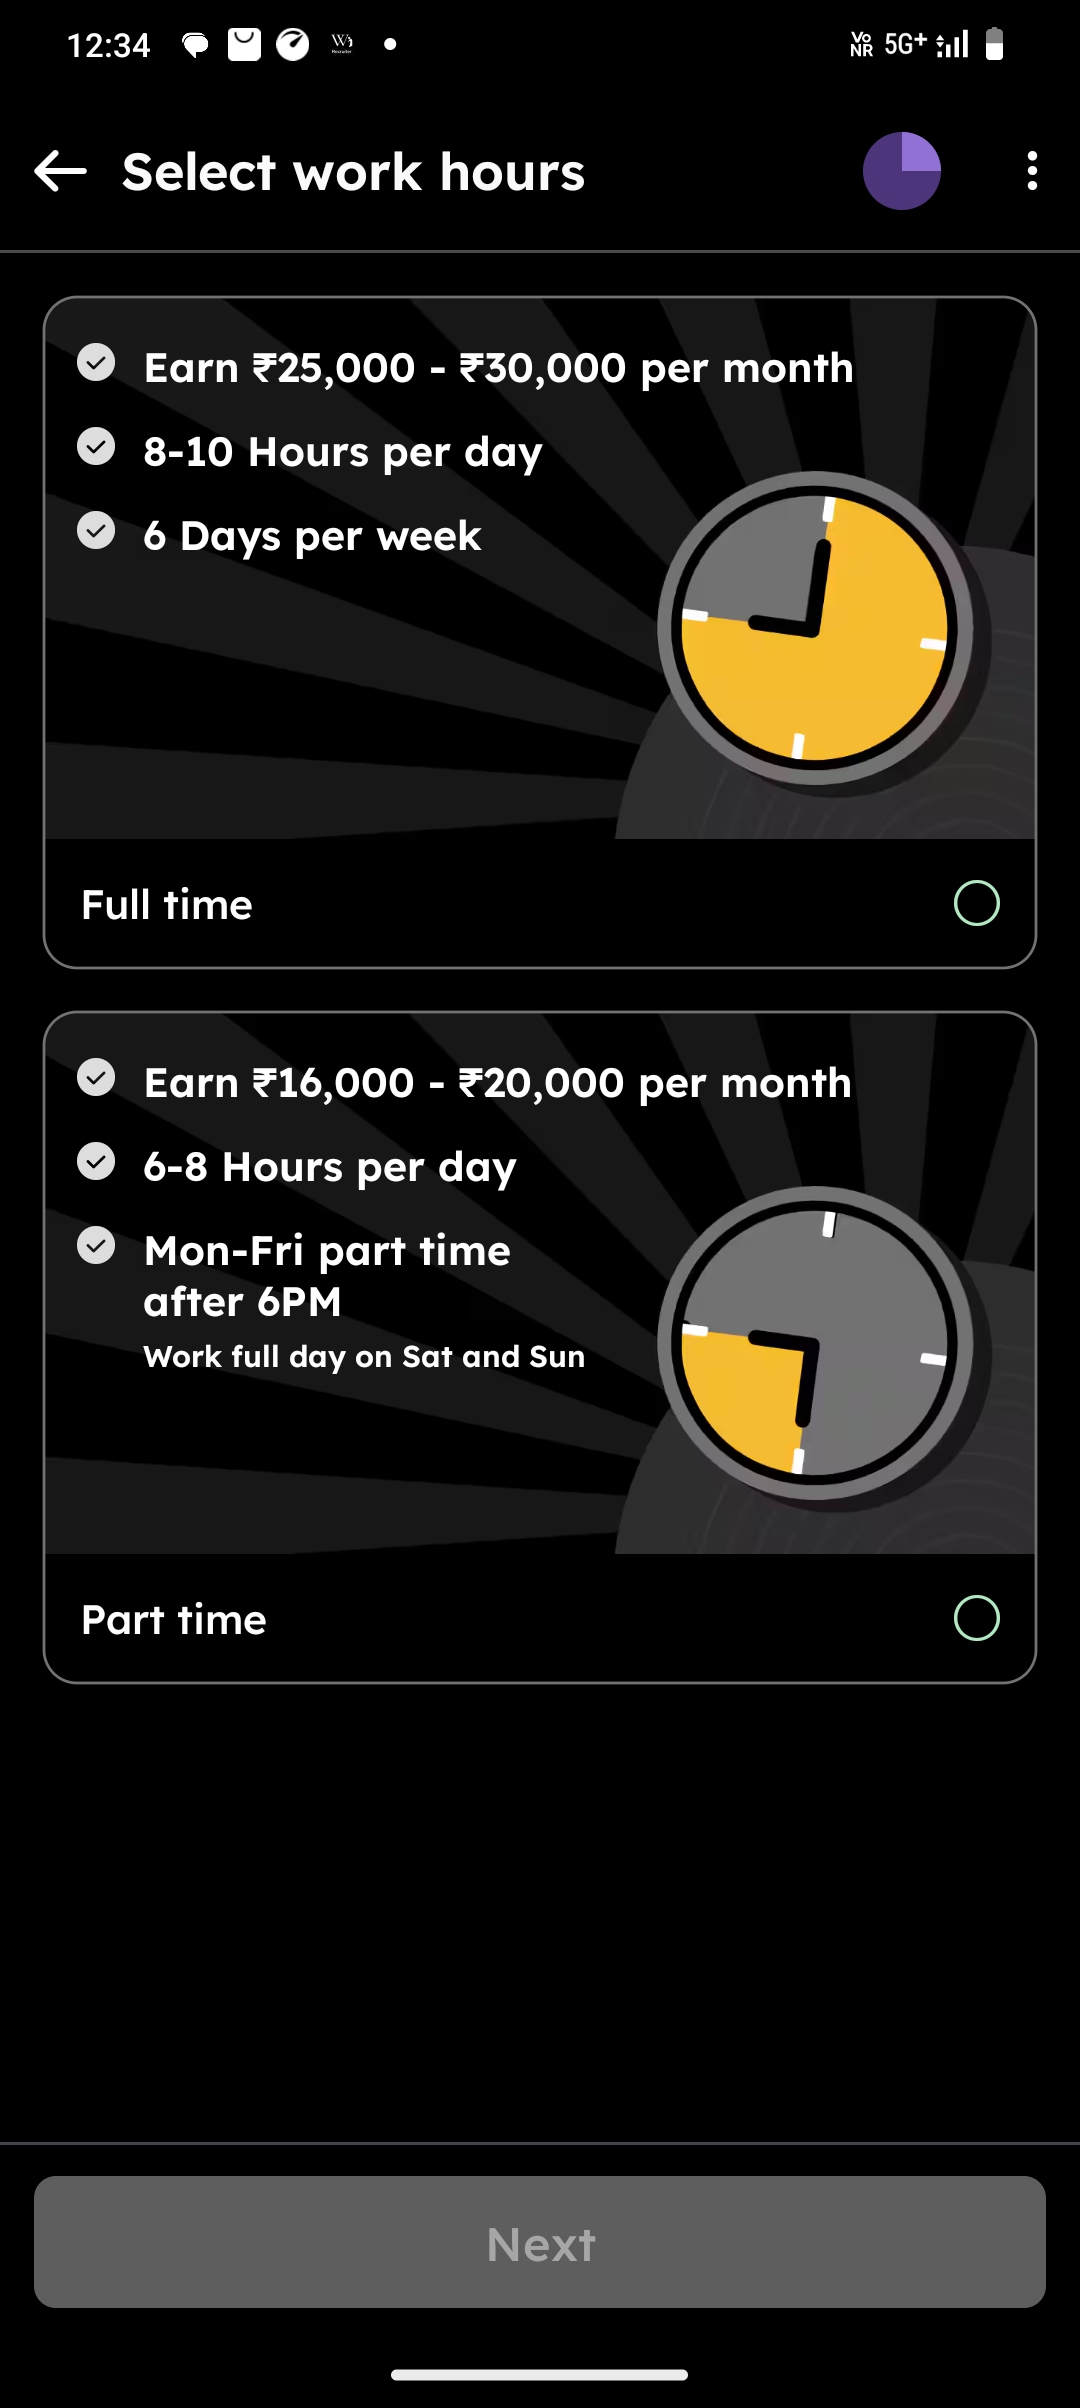 12:34
Vo
NR
5G+
Select work hours
Earn ₹25,000 - ₹30,000 per month
8-10 Hours per day
6 Days per week
Full time
Earn ₹16,000 - ₹20,000 per month
6-8 Hours per day
Mon-Fri part time
after 6PM
Work full day on Sat and Sun
Part time
Next